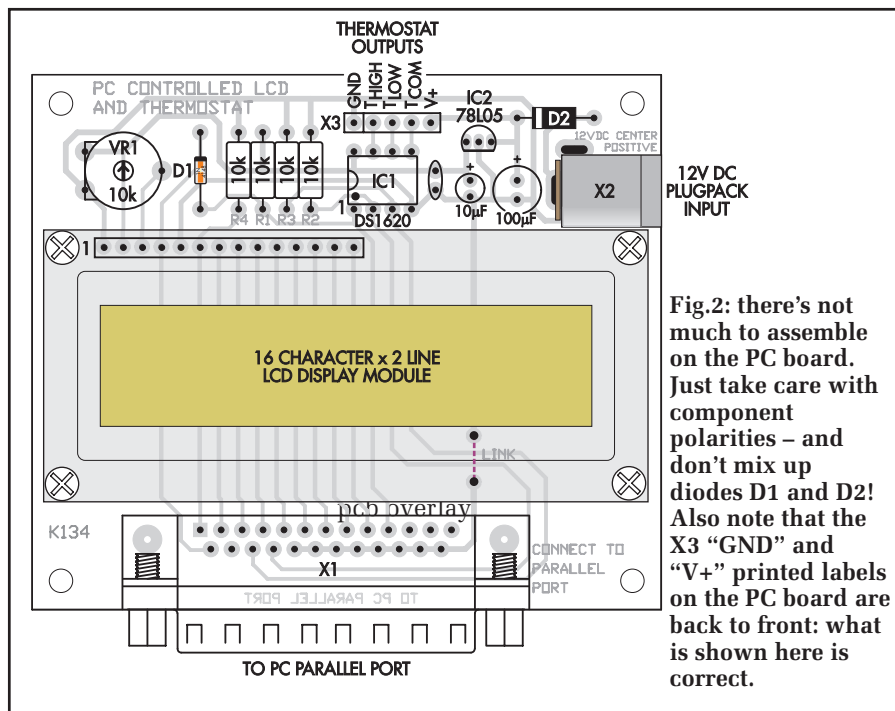 THERMOSTAT
OUTPUTS
GND
THIGH
TLOW
TCOM
V+
PC CONTROLLED LCD
AND THERMOSTAT
X3
IC2
78L05
D2
12VDC CENTER
POSITIVE
VR1
10k
D1
10k
10k
10k
10k
IC1
+
10µF
+
100µF
X2
12V DC
PLUGPACK
INPUT
R4 R1 R3 R2
1
DS1620
1
16 CHARACTER x 2 LINE
LCD DISPLAY MODULE
LINK
pcb overlay
K134
X1
CONNECT TO
PARALLEL
PORT
TO PC PARALLEL PORT
TO PC PARALLEL PORT
Fig.2: there's not
much to assemble
on the PC board.
Just take care with
component
polarities – and
don't mix up
diodes D1 and D2!
Also note that the
X3 “GND” and
“V+” printed labels
on the PC board are
back to front: what
is shown here is
correct.